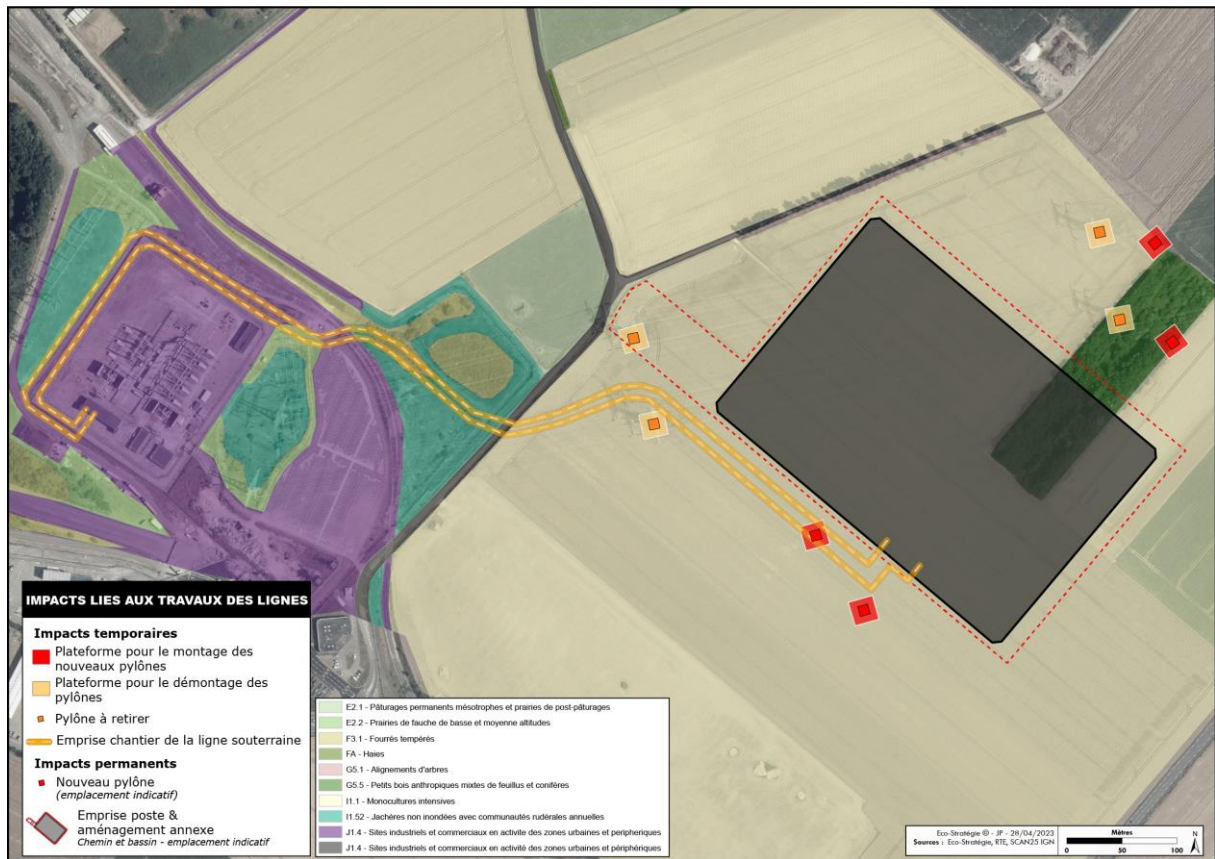 IMPACTS LIES AUX TRAVAUX DES LIGNES
Impacts temporaires
Plateforme pour le montage des
nouveaux pylônes
Plateforme pour le démontage des
pylônes
Pylône à retirer
Emprise chantier de la ligne souterraine
Impacts permanents
Nouveau pylône
(emplacement indicatif)
Emprise poste &
aménagement annexe
Chemin et bassin - emplacement indicatif
E2.1 - Pâturages permanents mésotrophes et prairies de post-pâturages
E2.2 - Prairies de fauche de basse et moyenne altitudes
F3.1 - Fourrés tempérés
FA - Haies
G5.1 - Alignements d'arbres
G5.5 - Petits bois anthropiques mixtes de feuillus et conifères
I1.1 - Monocultures intensives
I1.52 - Jachères non inondées avec communautés rudérales annuelles
J1.4 - Sites industriels et commerciaux en activite des zones urbaines et peripheriques
J1.4 - Sites industriels et commerciaux en activité des zones urbaines et périphériques
Eco-Stratégie © - JP - 28/04/2023
Sources : Eco-Stratégie, RTE, SCAN25 IGN
Mètres
N
0 50 100